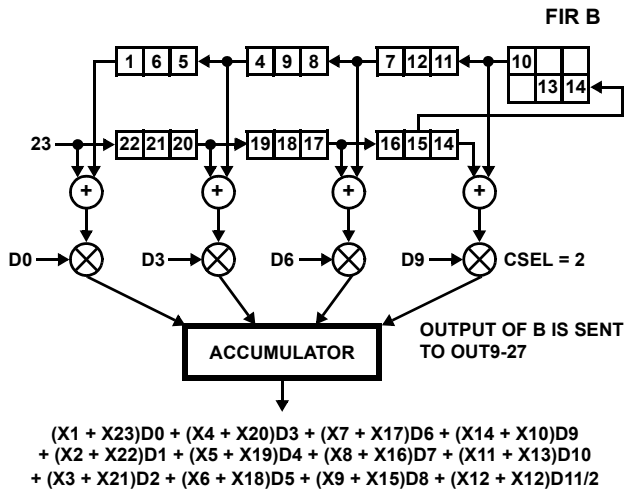 FIR B
1 6 5 4 9 8 7 12 11 10
13 14
23 22 21 20 19 18 17 16 15 14
+ + + +
D0 D3 D6 D9 CSEL = 2
ACCUMULATOR
OUTPUT OF B IS SENT
TO OUT9-27
(X1 + X23)D0 + (X4 + X20)D3 + (X7 + X17)D6 + (X14 + X10)D9
+ (X2 + X22)D1 + (X5 + X19)D4 + (X8 + X16)D7 + (X11 + X13)D10
+ (X3 + X21)D2 + (X6 + X18)D5 + (X9 + X15)D8 + (X12 + X12)D11/2